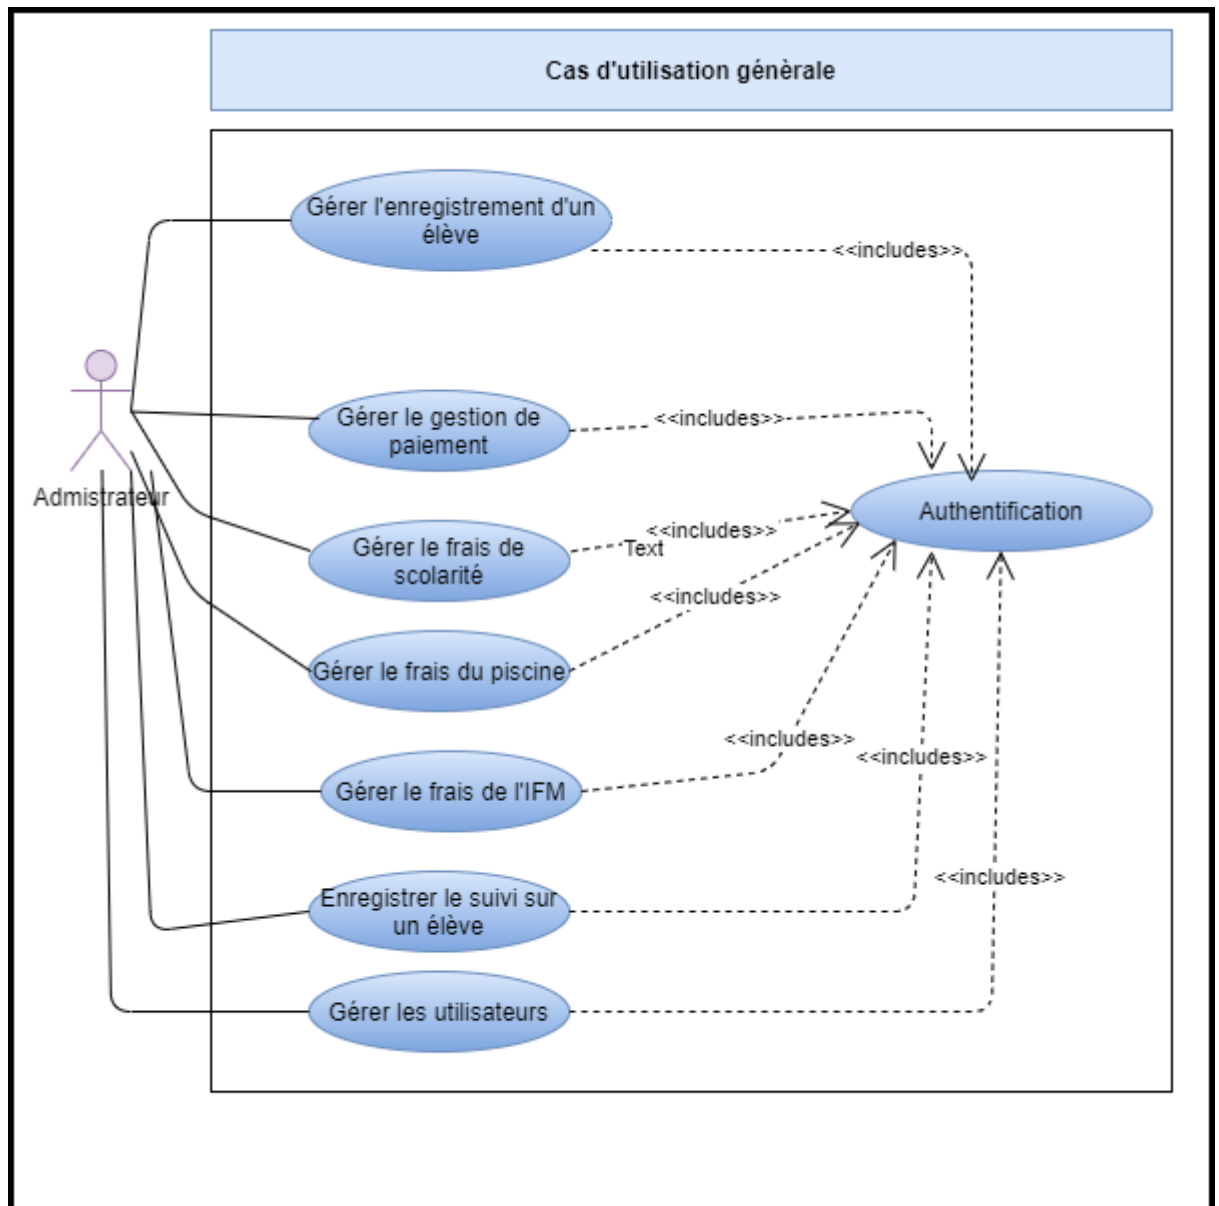 Cas d'utilisation génèrale
Gérer l'enregistrement d'un
élève
<<includes>>
Gérer le gestion de
paiement
<<includes>>
Admistrateur
Authentification
Gérer le frais de
scolarité
<<includes>>
Text
<<includes>>
Gérer le frais du piscine
<<includes>>
<<includes>>
Gérer le frais de l'IFM
Enregistrer le suivi sur
un élève
<<includes>>
Gérer les utilisateurs